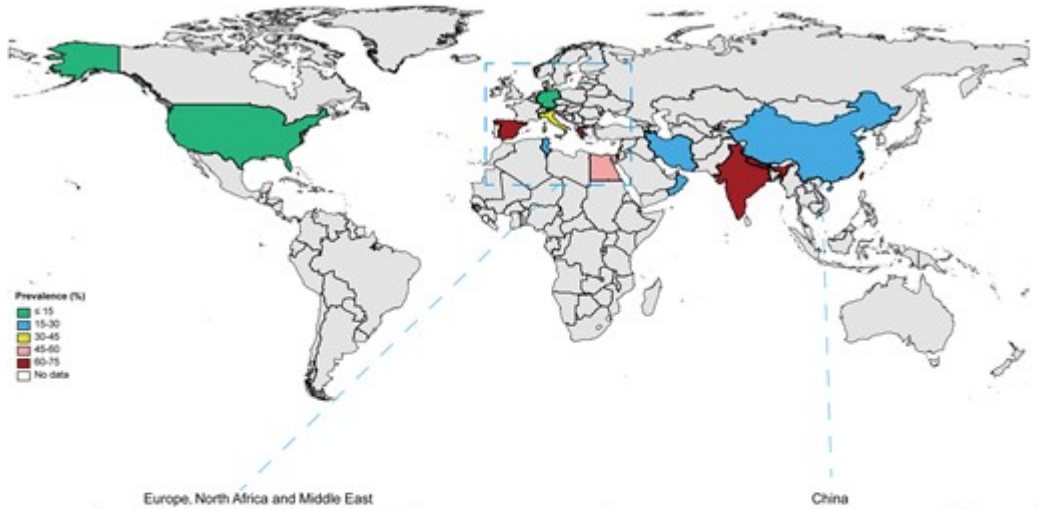 Prevalence (%)
≤ 15
15-30
30-45
45-60
60-75
No data
Europe, North Africa and Middle East
China